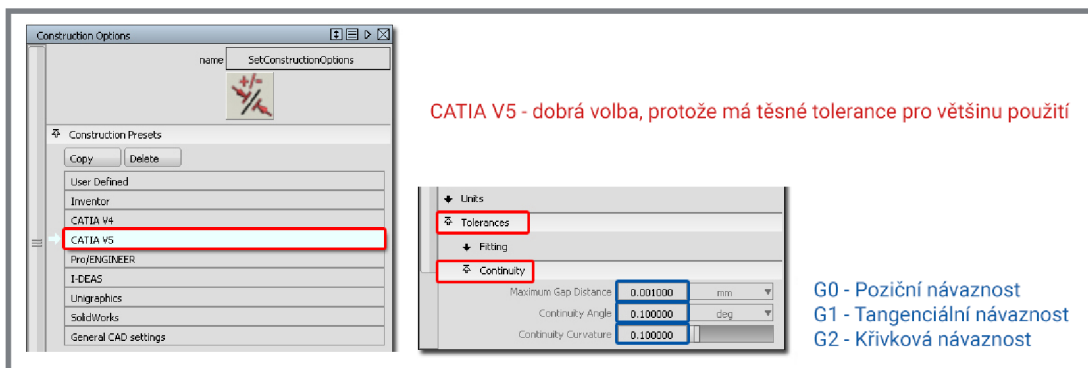 Construction Options
name SetConstructionOptions
Construction Presets
Copy Delete
User Defined
Inventor
CATIA V4
CATIA V5
Pro/ENGINEER
I-DEAS
Unigraphics
SolidWorks
General CAD settings
CATIA V5 - dobrá volba, protože má těsné tolerance pro většinu použití
Units
Tolerances
Fitting
Continuity
Maximum Gap Distance 0.001000 mm
Continuity Angle 0.100000 deg
Continuity Curvature 0.100000
G0 - Poziční návaznost
G1 - Tangenciální návaznost
G2 - Křivková návaznost